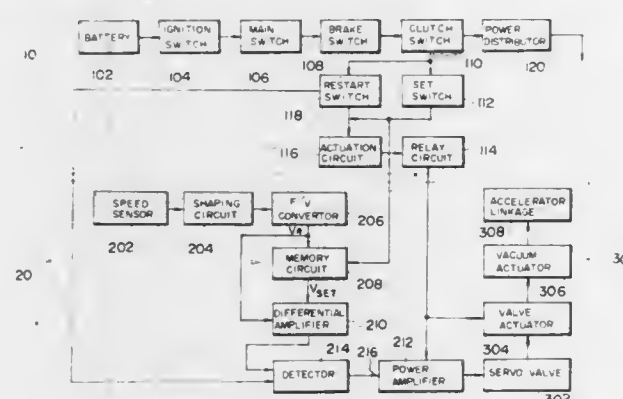 BATTERY
IGNITION
SWITCH
MAIN
SWITCH
BRAKE
SWITCH
CLUTCH
SWITCH
POWER
DISTRIBUTOR
10
102
104
106
108
110
120
RESTART
SWITCH
SET
SWITCH
118
112
ACTUATION
CIRCUIT
RELAY
CIRCUIT
116
114
SPEED
SENSOR
SHAPING
CIRCUIT
F/V
CONVERTOR
ACCELERATOR
LINKAGE
202
204
206
308
MEMORY
CIRCUIT
VACUUM
ACTUATOR
20
208
306
VSET
DIFFERENTIAL
AMPLIFIER
210
VALVE
ACTUATOR
214
216
212
304
DETECTOR
POWER
AMPLIFIER
SERVO VALVE
302